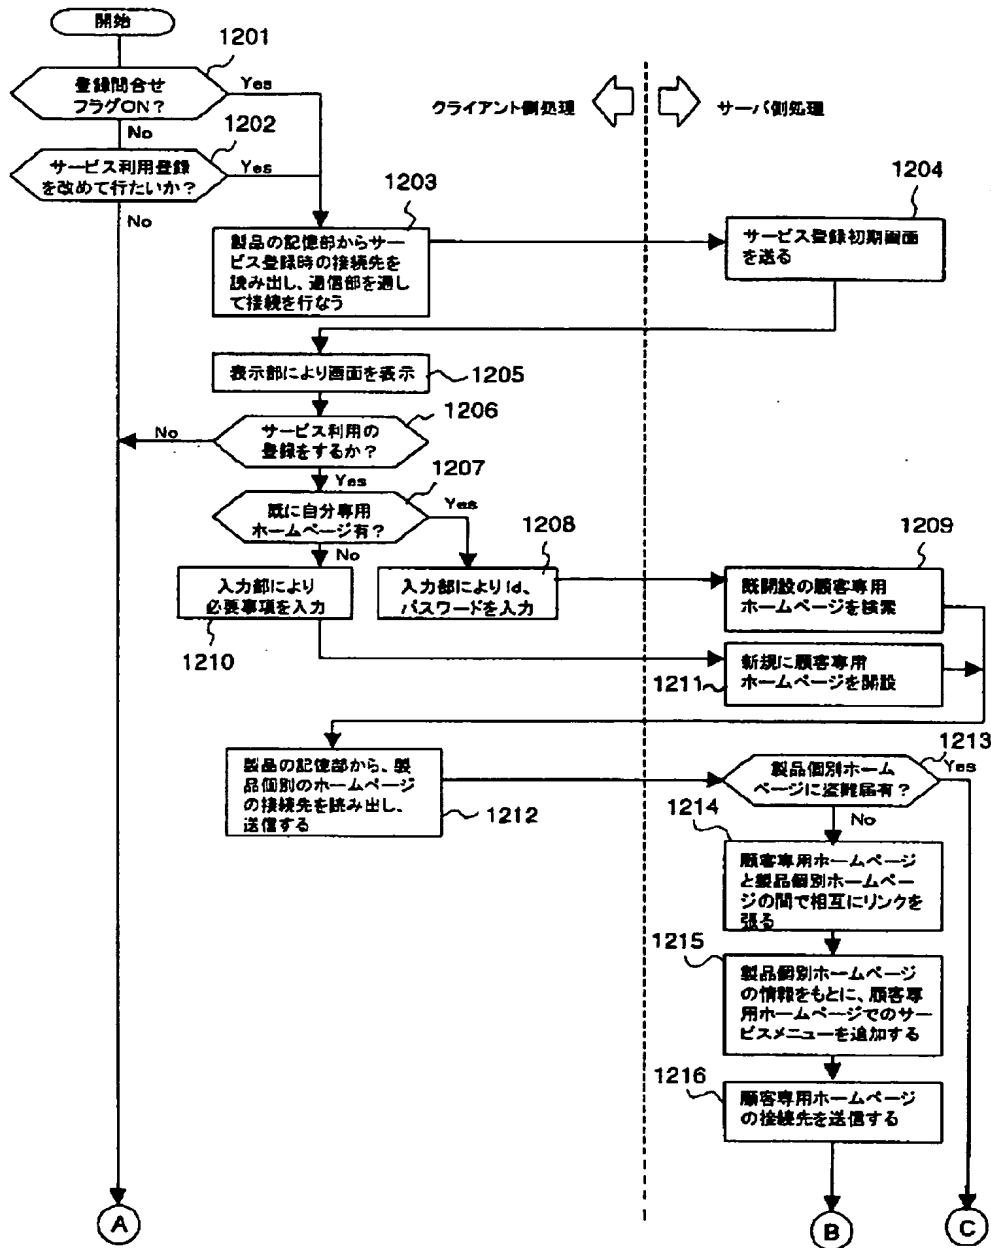 開始
1201
登録問合せ
フラグON?
Yes
No
1202
サービス利用登録
を改めて行たいか?
Yes
No
クライアント側処理
サーバ側処理
1203
製品の記憶部からサー
ビス登録時の接続先を
読み出し、通信部を通し
て接続を行なう
1204
サービス登録初期画面
を送る
表示部により画面を表示
1205
1206
サービス利用の
登録をするか?
No
Yes
1207
既に自分専用
ホームページ有?
Yes
No
1208
入力部によりid、
パスワードを入力
1209
既開設の顧客専用
ホームページを検索
入力部により
必要事項を入力
1210
新規に顧客専用
ホームページを開設
1211
製品の記憶部から、製
品個別のホームページ
の接続先を読み出し、
送信する
1212
1213
製品個別ホーム
ページに盗難届有?
Yes
No
1214
顧客専用ホームページ
と製品個別ホームペー
ジの間で相互にリンクを
張る
1215
製品個別ホームページ
の情報をもとに、顧客専
用ホームページでのサー
ビスメニューを追加する
1216
顧客専用ホームページ
の接続先を送信する
A
B
C